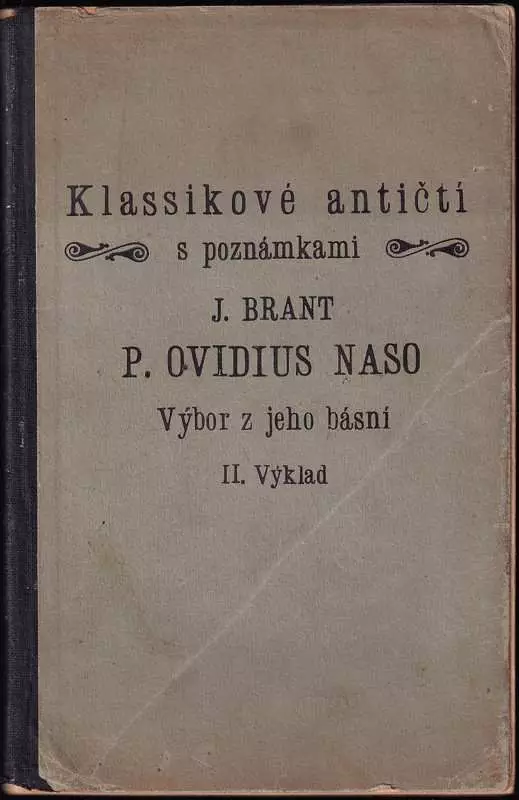 Klassikové antičtí
s poznámkami
J. BRANT
P. OVIDIUS NASO
Výbor z jeho básní
II. Výklad